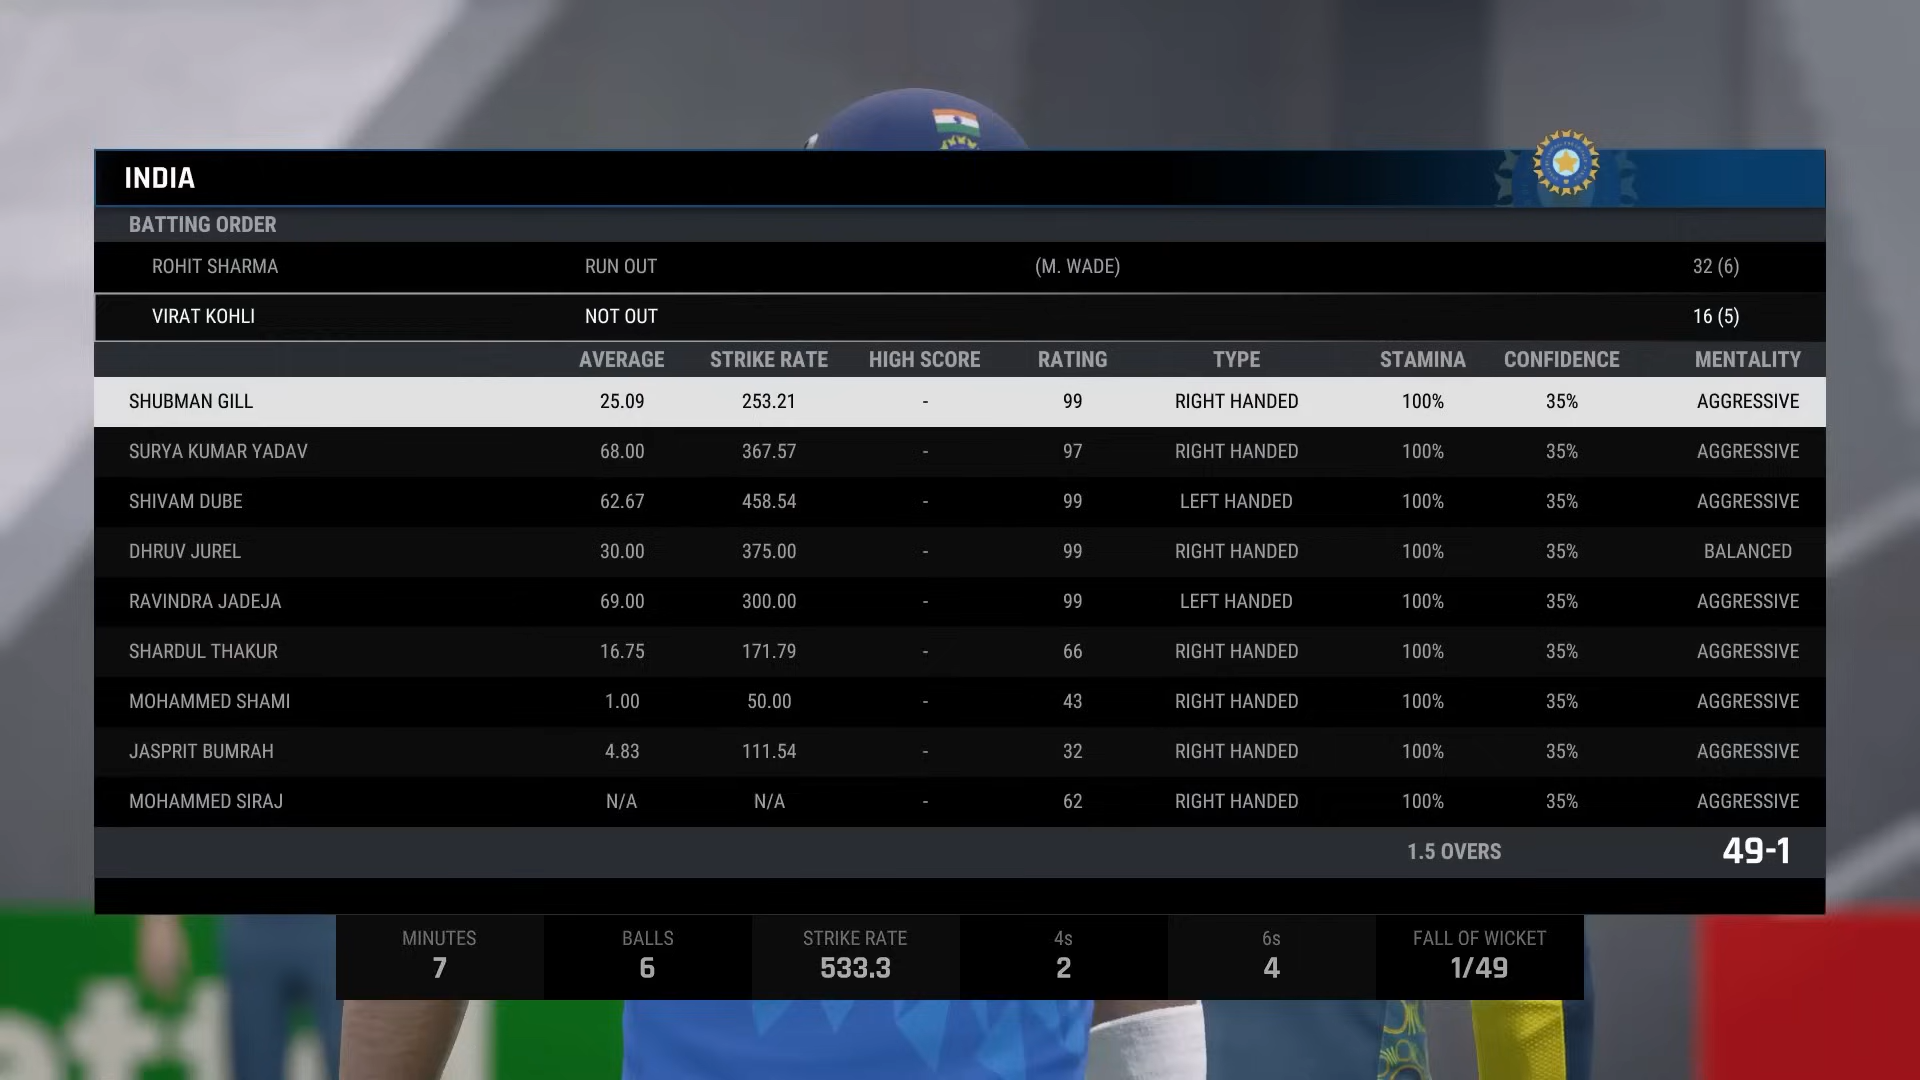 INDIA
BATTING ORDER
ROHIT SHARMA RUN OUT (M. WADE) 32 (6)
VIRAT KOHLI NOT OUT 16 (5)
AVERAGE STRIKE RATE HIGH SCORE RATING TYPE STAMINA CONFIDENCE MENTALITY
SHUBMAN GILL 25.09 253.21 - 99 RIGHT HANDED 100% 35% AGGRESSIVE
SURYA KUMAR YADAV 68.00 367.57 - 97 RIGHT HANDED 100% 35% AGGRESSIVE
SHIVAM DUBE 62.67 458.54 - 99 LEFT HANDED 100% 35% AGGRESSIVE
DHRUV JUREL 30.00 375.00 - 99 RIGHT HANDED 100% 35% BALANCED
RAVINDRA JADEJA 69.00 300.00 - 99 LEFT HANDED 100% 35% AGGRESSIVE
SHARDUL THAKUR 16.75 171.79 - 66 RIGHT HANDED 100% 35% AGGRESSIVE
MOHAMMED SHAMI 1.00 50.00 - 43 RIGHT HANDED 100% 35% AGGRESSIVE
JASPRIT BUMRAH 4.83 111.54 - 32 RIGHT HANDED 100% 35% AGGRESSIVE
MOHAMMED SIRAJ N/A N/A - 62 RIGHT HANDED 100% 35% AGGRESSIVE
1.5 OVERS 49-1
MINUTES BALLS STRIKE RATE 4s 6s FALL OF WICKET
7 6 533.3 2 4 1/49